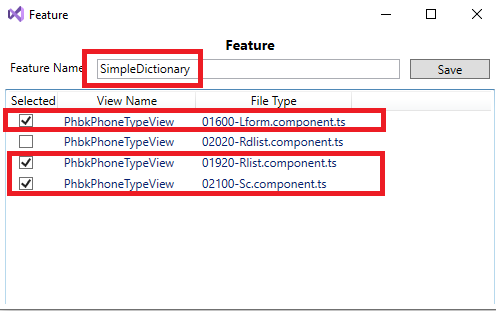 Feature
Feature
Feature Name SimpleDictionary Save
Selected View Name File Type
PhbkPhoneTypeView 01600-Lform.component.ts
PhbkPhoneTypeView 02020-Rdlist.component.ts
PhbkPhoneTypeView 01920-Rlist.component.ts
PhbkPhoneTypeView 02100-Sc.component.ts